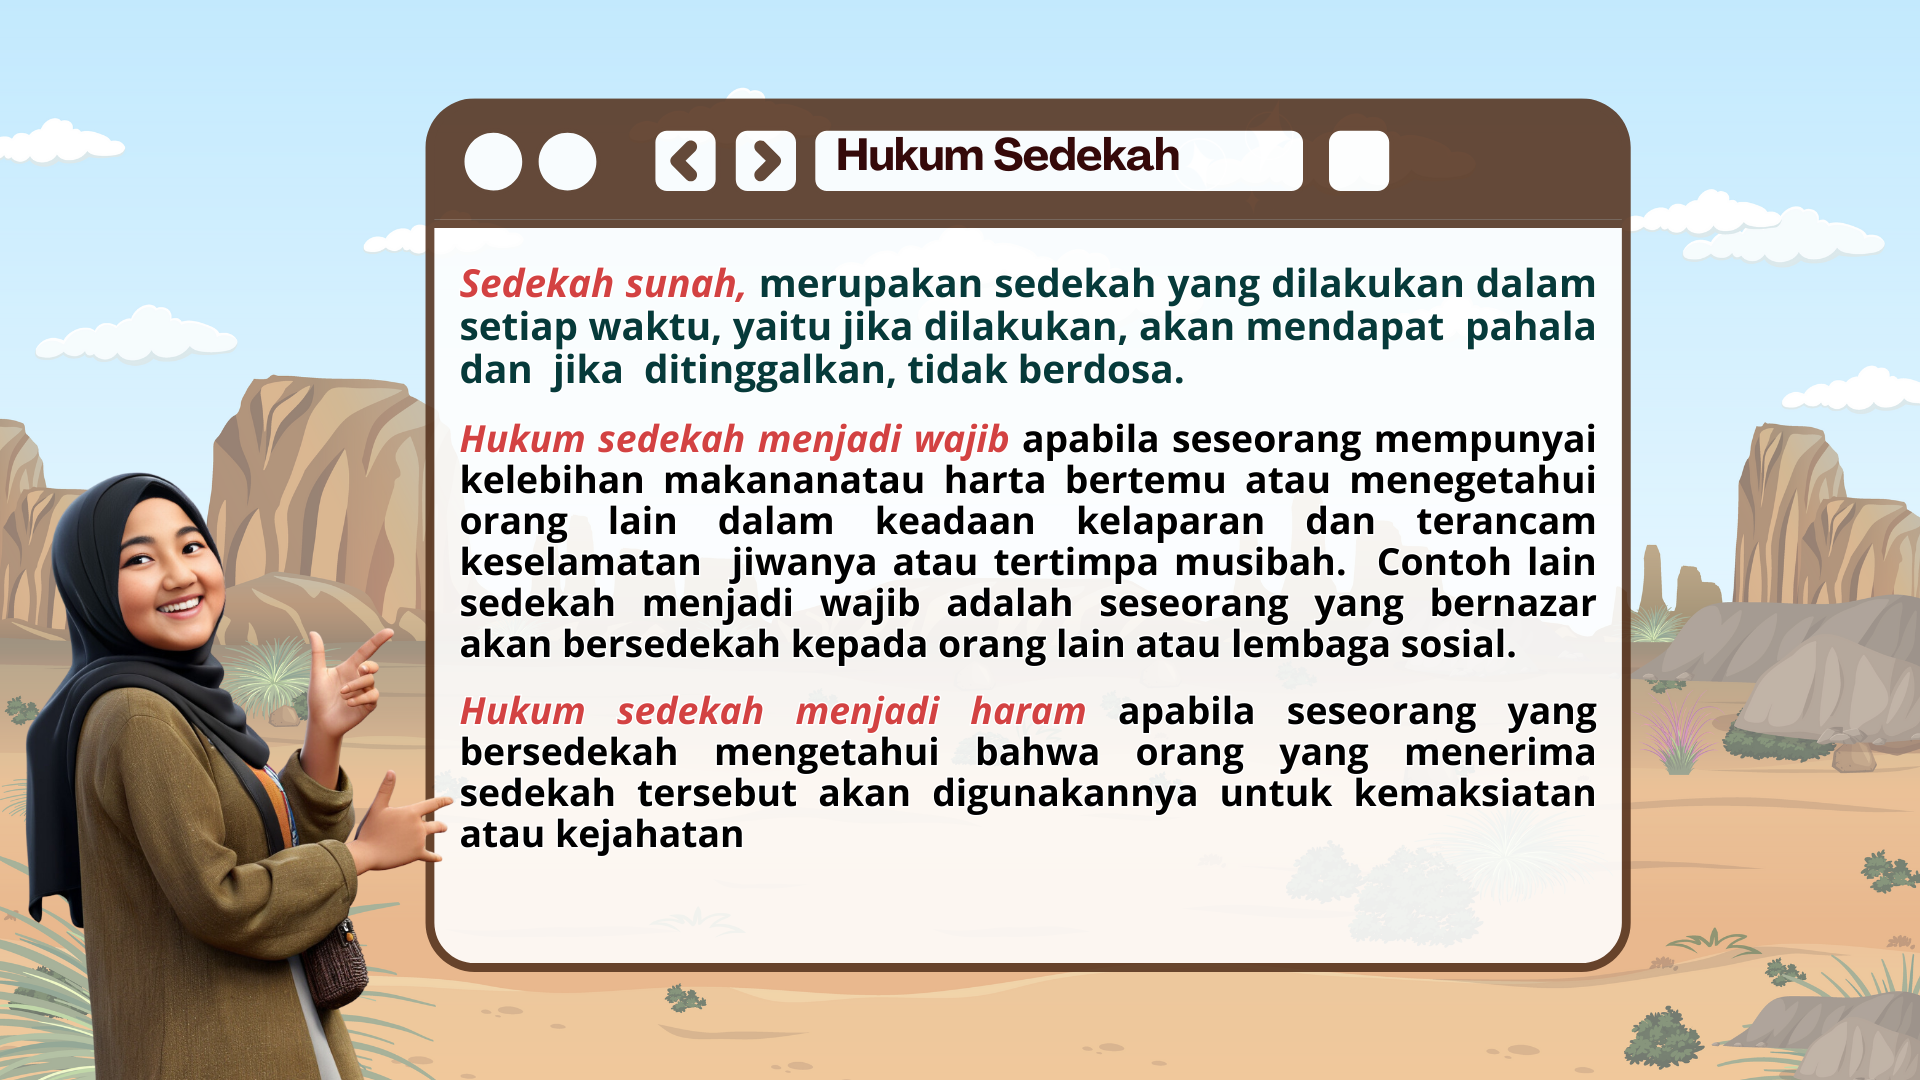 Hukum Sedekah
Sedekah sunah, merupakan sedekah yang dilakukan dalam
setiap waktu, yaitu jika dilakukan, akan mendapat pahala
dan jika ditinggalkan, tidak berdosa.
Hukum sedekah menjadi wajib apabila seseorang mempunyai
kelebihan makananatau harta bertemu atau menegetahui
orang lain dalam keadaan kelaparan dan terancam
keselamatan jiwanya atau tertimpa musibah. Contoh lain
sedekah menjadi wajib adalah seseorang yang bernazar
akan bersedekah kepada orang lain atau lembaga sosial.
Hukum sedekah menjadi haram apabila seseorang yang
bersedekah mengetahui bahwa orang yang menerima
sedekah tersebut akan digunakannya untuk kemaksiatan
atau kejahatan